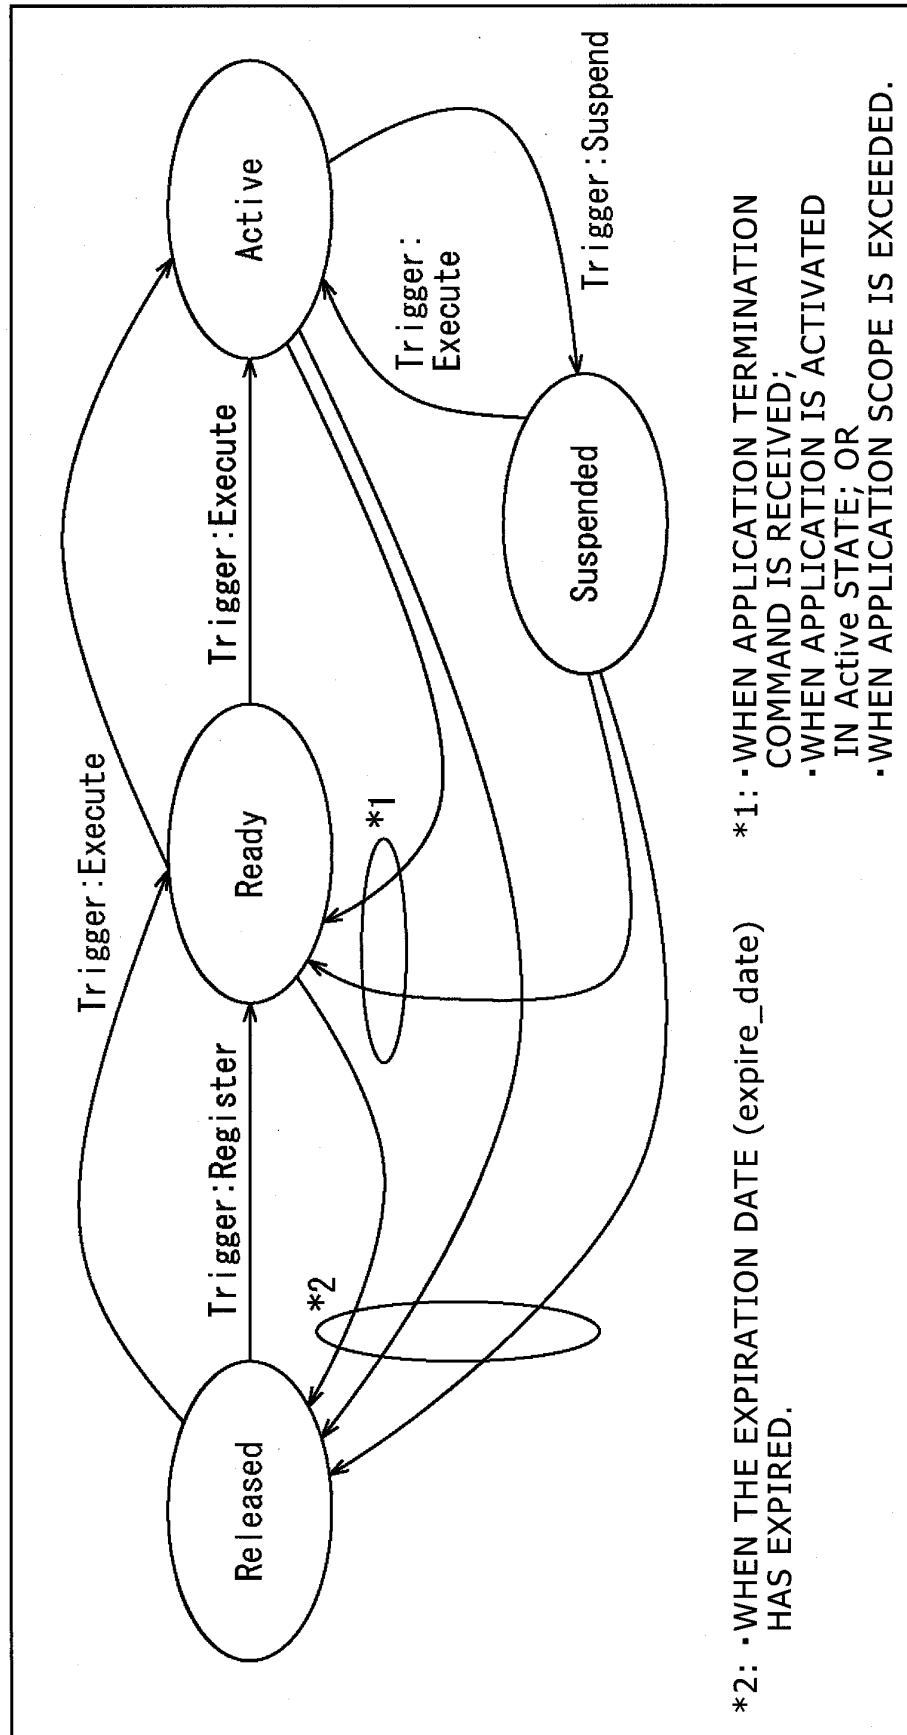 Trigger:Execute
Released
Trigger:Register
Ready
Trigger:Execute
Active
*2
*1
Trigger:
Execute
Suspended
Trigger:Suspend
*2: ・WHEN THE EXPIRATION DATE (expire_date)
HAS EXPIRED.
*1: ・WHEN APPLICATION TERMINATION
COMMAND IS RECEIVED;
・WHEN APPLICATION IS ACTIVATED
IN Active STATE; OR
・WHEN APPLICATION SCOPE IS EXCEEDED.